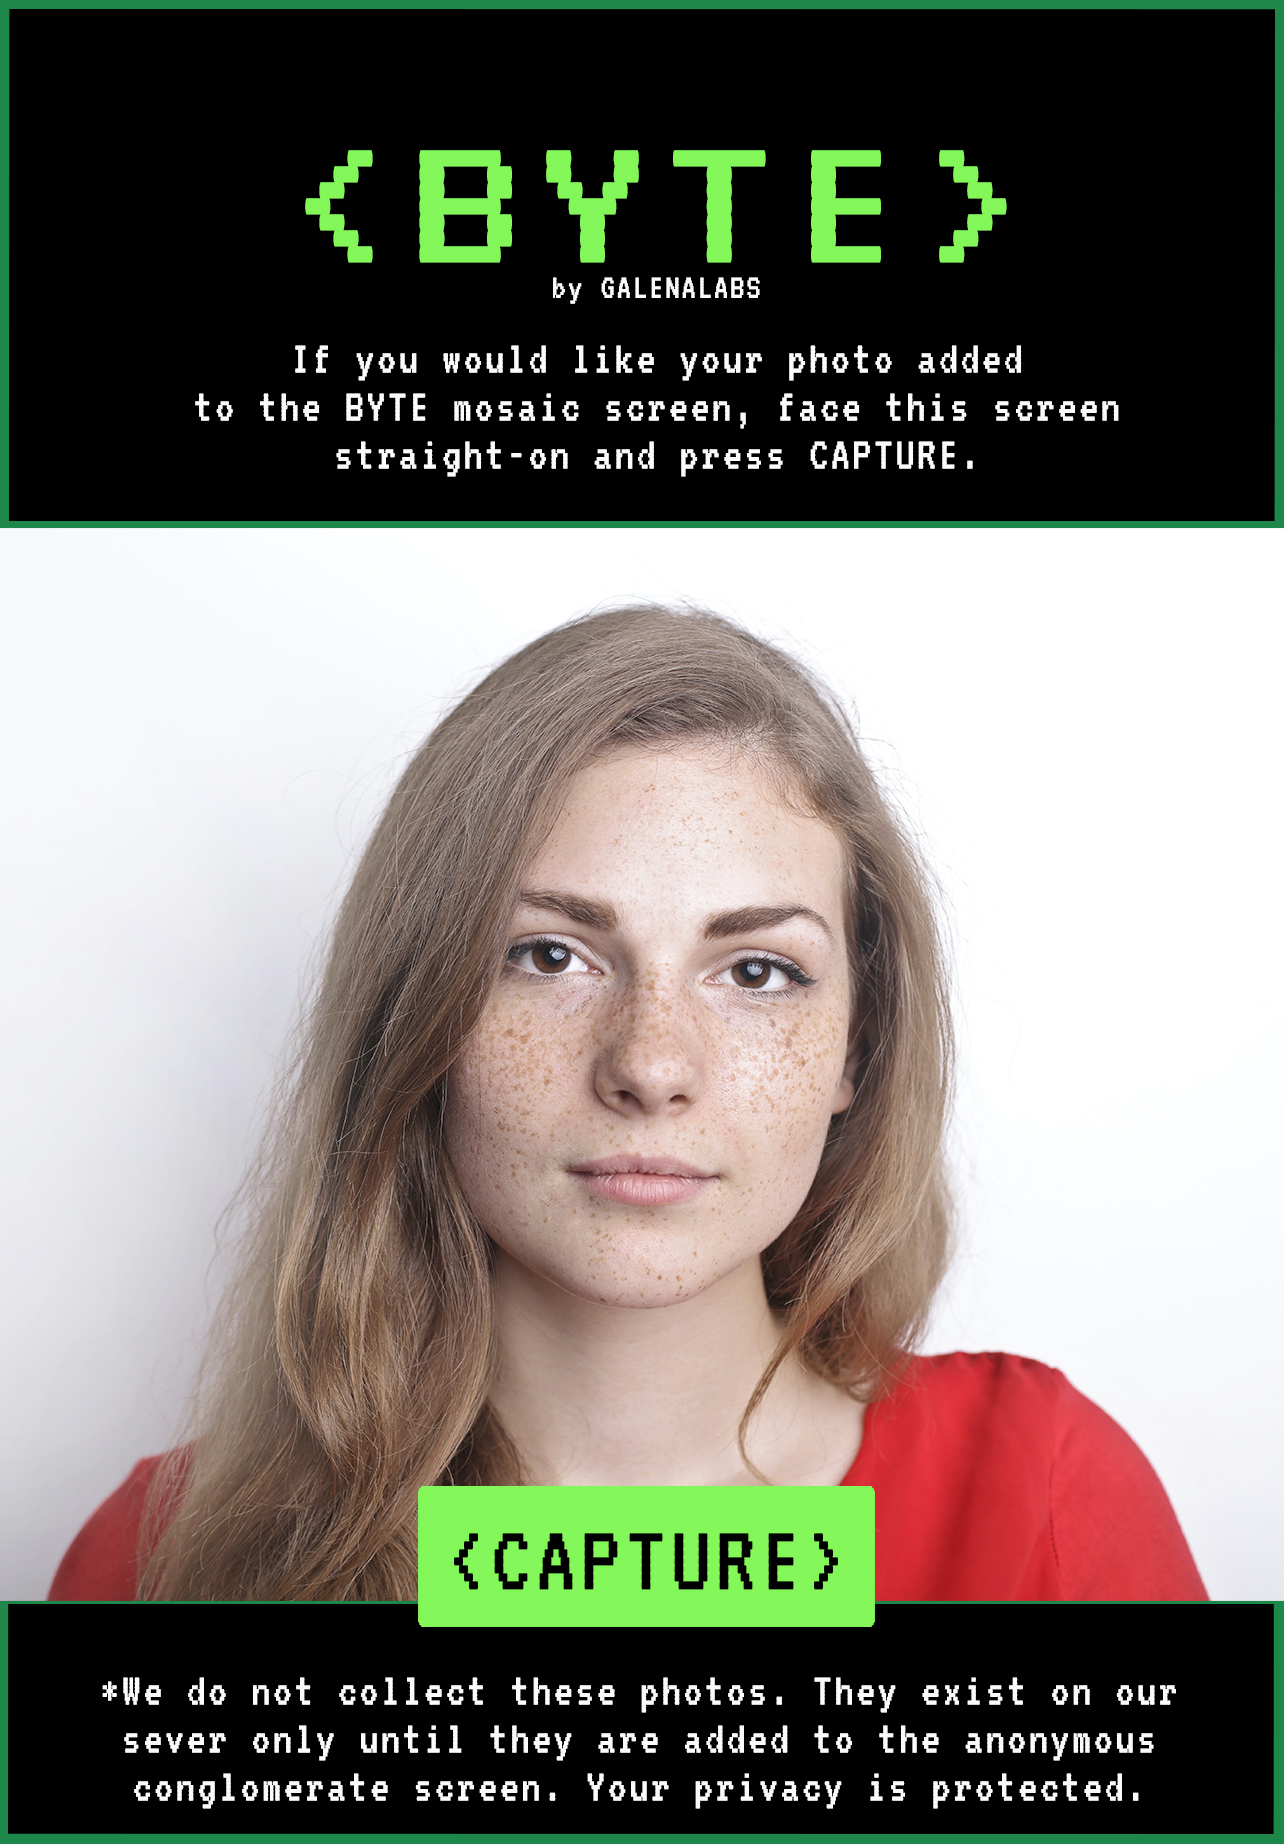 <BYTE>
by GALENALABS
If you would like your photo added
to the BYTE mosaic screen, face this screen
straight-on and press CAPTURE.
<CAPTURE>
*We do not collect these photos. They exist on our
sever only until they are added to the anonymous
conglomerate screen. Your privacy is protected.